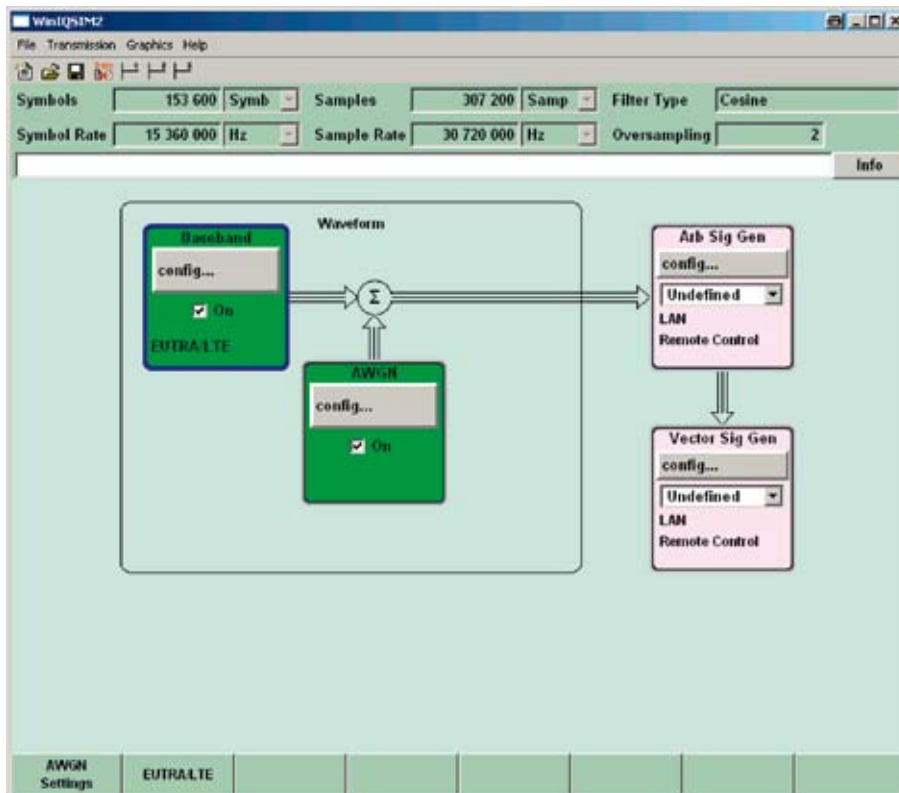 WinIQSIM2
File Transmission Graphics Help
Symbols 153 600 Symb Samples 307 200 Samp Filter Type Cosine
Symbol Rate 15 360 000 Hz Sample Rate 30 720 000 Hz Oversampling 2
Info
Waveform
Baseband
config...
On
EUTRA/LTE
Σ
AWGN
config...
On
Arb Sig Gen
config...
Undefined
LAN
Remote Control
Vector Sig Gen
config...
Undefined
LAN
Remote Control
AWGN
Settings
EUTRA/LTE